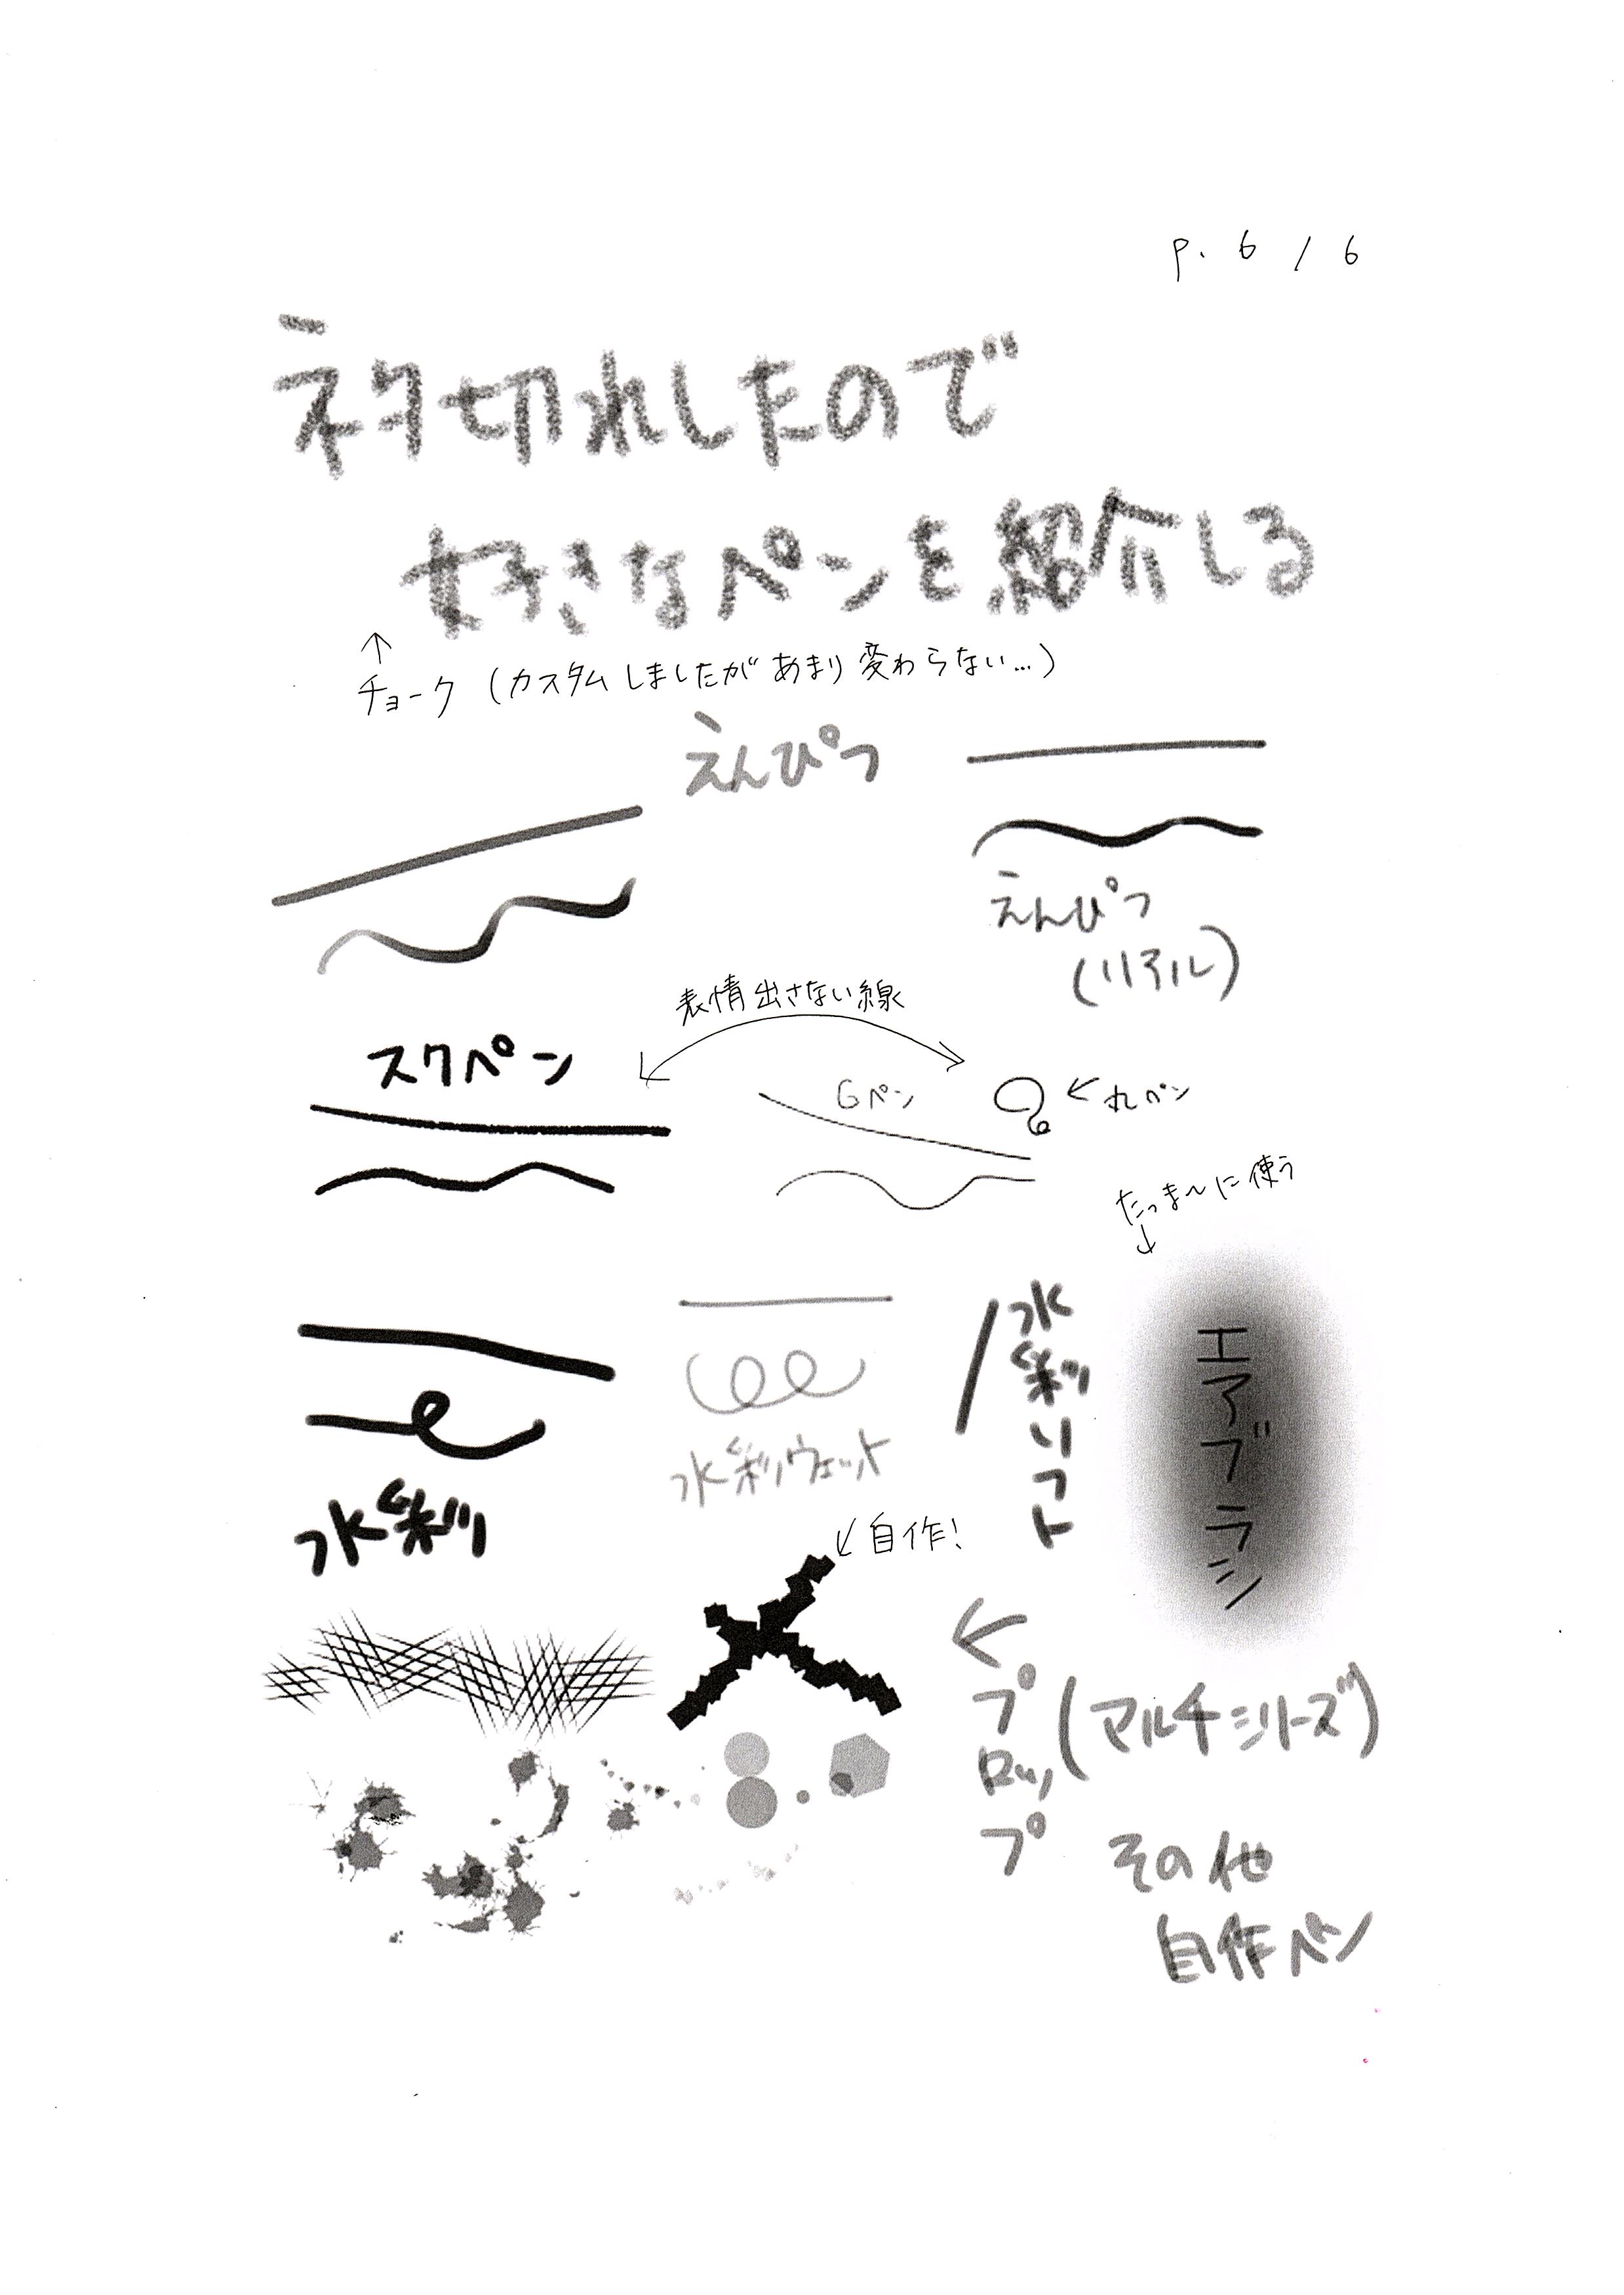 p. 6 / 6
ネタ切れしたので
好きなペンを紹介しる
↑
チョーク (カスタムしましたがあまり変わらない…)
えんぴつ
えんぴつ
(リアル)
表情出さない線
スクペン
Gペン
←丸ペン
たっま〜に使う
↓
水彩
水彩ウェット
水彩ソフト
エアブラシ
↙自作!
←
プロップ
(マルチシリーズ)
その他
自作ペン